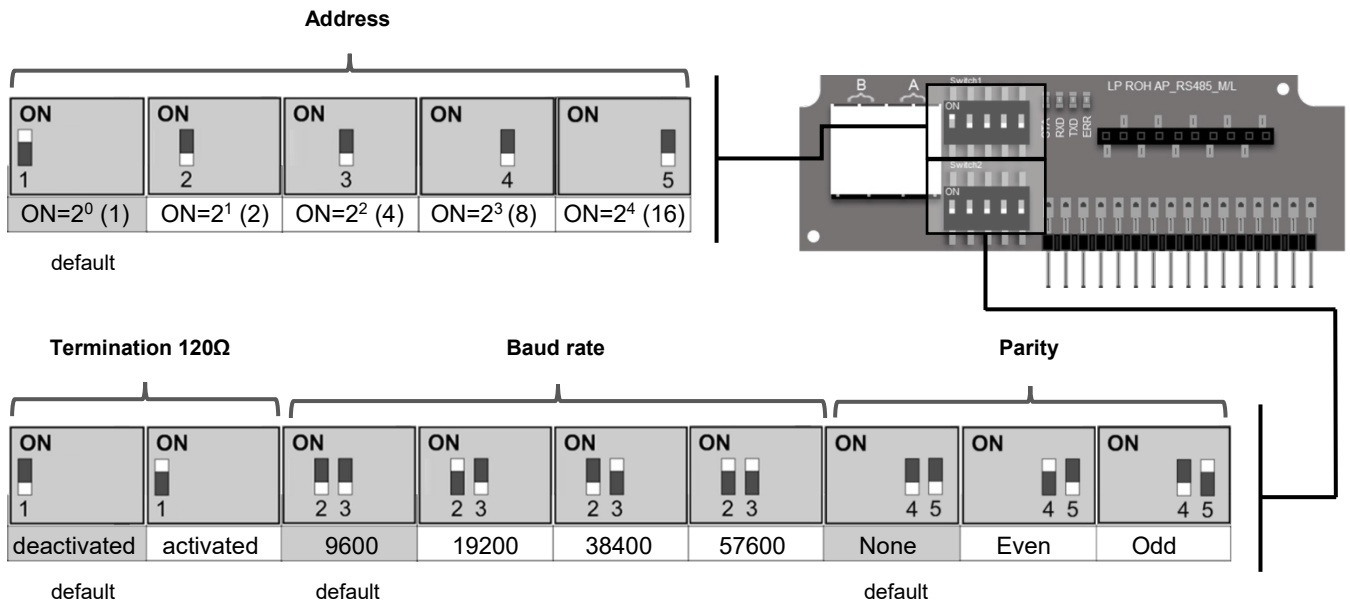 Address
ON ON ON ON ON
1 2 3 4 5
ON=2⁰ (1) ON=2¹ (2) ON=2² (4) ON=2³ (8) ON=2⁴ (16)
default
B A
Switch1
ON
LP ROH AP_RS485_M/L
RXD
TXD
ERR
Switch2
ON
Termination 120Ω Baud rate Parity
ON ON ON ON ON ON ON ON ON
1 1 2 3 2 3 2 3 2 3 4 5 4 5 4 5
deactivated activated 9600 19200 38400 57600 None Even Odd
default default default